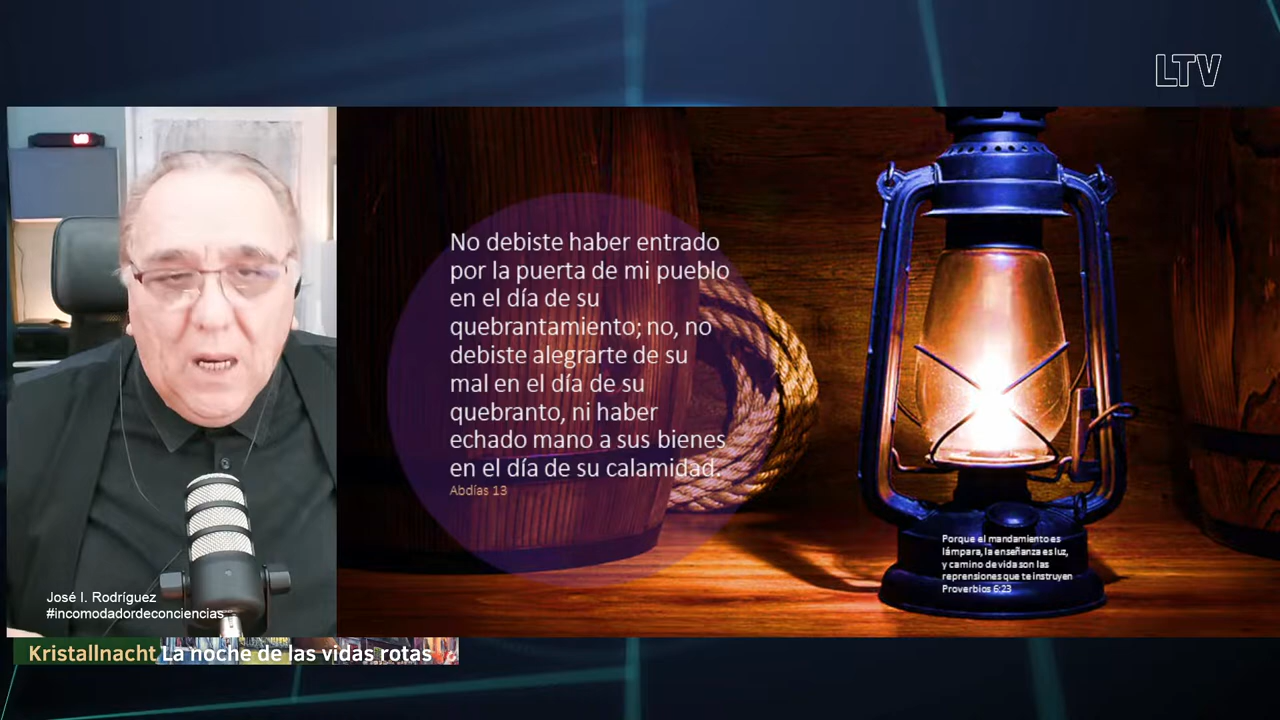 LTV
No debiste haber entrado
por la puerta de mi pueblo
en el día de su
quebrantamiento; no, no
debiste alegrarte de su
mal en el día de su
quebranto, ni haber
echado mano a sus bienes
en el día de su calamidad.
Abdías 13
Porque el mandamiento es
lámpara, la enseñanza es luz,
y camino de vida son las
reprensiones que te instruyen
Proverbios 6:23
José I. Rodríguez
#incomodadordeconciencias
Kristallnacht La noche de las vidas rotas